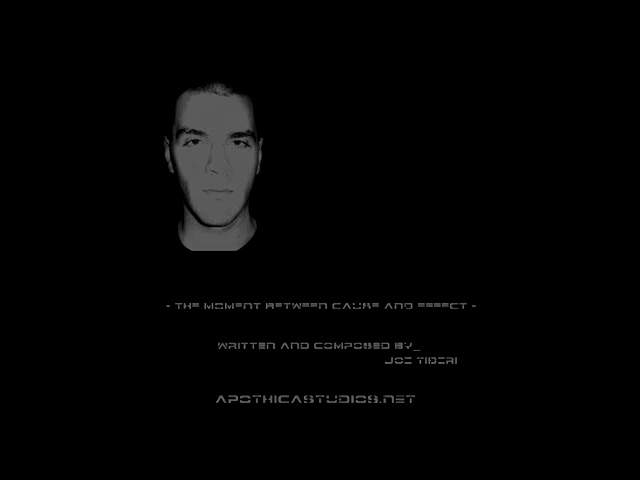 - THE MOMENT BETWEEN CAUSE AND EFFECT -
WRITTEN AND COMPOSED BY_
JOE TIDERI
APOTHICASTUDIOS.NET